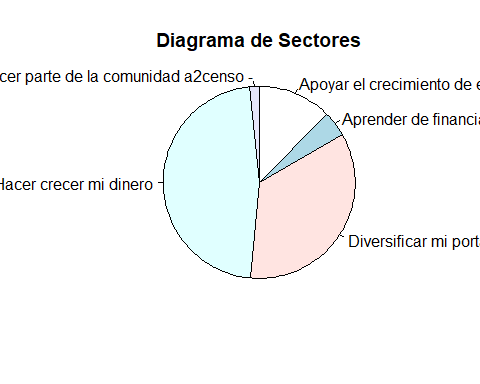 Diagrama de Sectores
cer parte de la comunidad a2censo
Apoyar el crecimiento de e
Aprender de financia
Hacer crecer mi dinero
Diversificar mi port